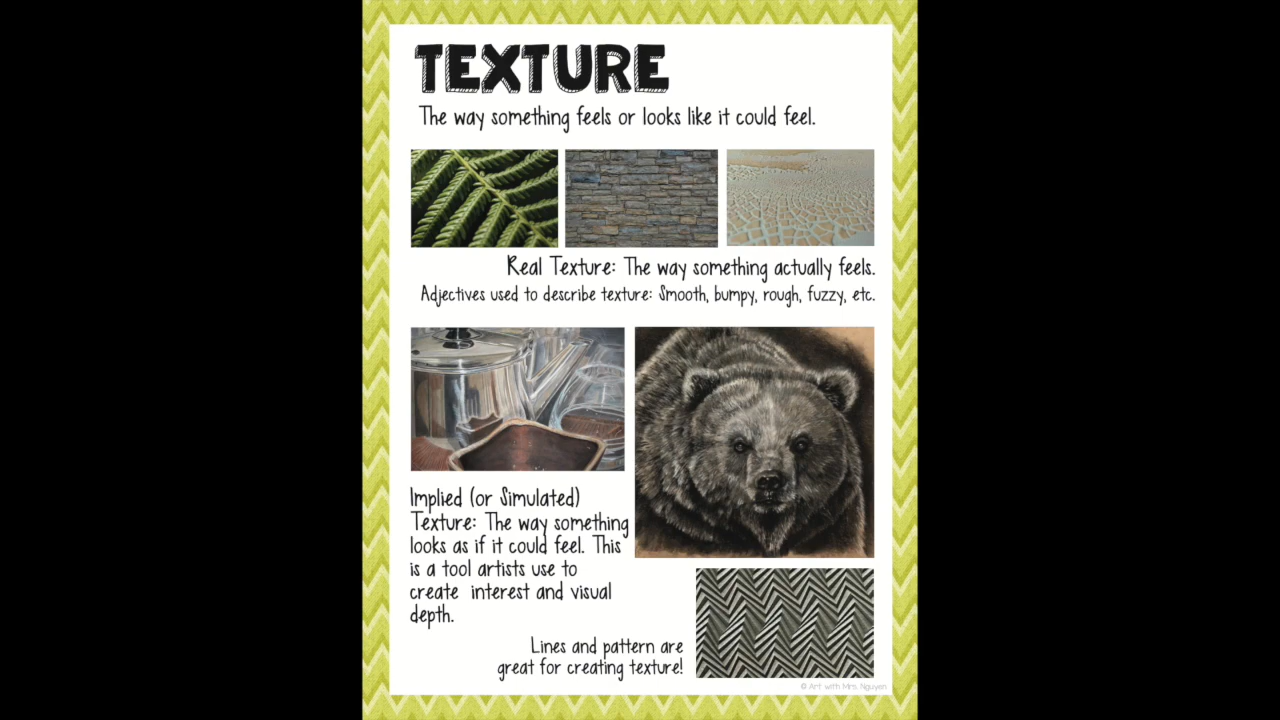 TEXTURE
The way something feels or looks like it could feel.
Real Texture: The way something actually feels.
Adjectives used to describe texture: Smooth, bumpy, rough, fuzzy, etc.
Implied (or Simulated)
Texture: The way something
looks as if it could feel. This
is a tool artists use to
create interest and visual
depth.
Lines and pattern are
great for creating texture!
© Art with Mrs. Nguyen